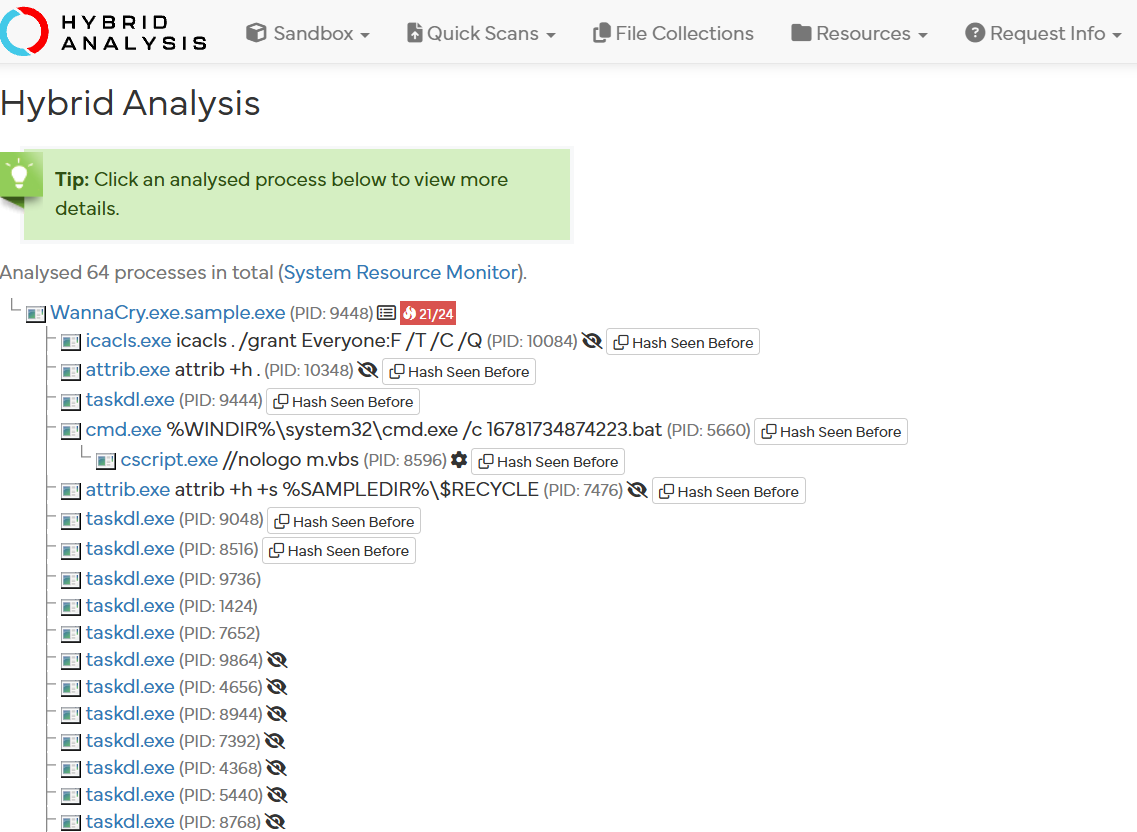 HYBRID
ANALYSIS
Sandbox
Quick Scans
File Collections
Resources
Request Info
Hybrid Analysis
Tip: Click an analysed process below to view more
details.
Analysed 64 processes in total (System Resource Monitor).
WannaCry.exe.sample.exe (PID: 9448) 21/24
icacls.exe icacls . /grant Everyone:F /T /C /Q (PID: 10084) Hash Seen Before
attrib.exe attrib +h . (PID: 10348) Hash Seen Before
taskdl.exe (PID: 9444) Hash Seen Before
cmd.exe %WINDIR%\system32\cmd.exe /c 16781734874223.bat (PID: 5660) Hash Seen Before
cscript.exe //nologo m.vbs (PID: 8596) Hash Seen Before
attrib.exe attrib +h +s %SAMPLEDIR%\$RECYCLE (PID: 7476) Hash Seen Before
taskdl.exe (PID: 9048) Hash Seen Before
taskdl.exe (PID: 8516) Hash Seen Before
taskdl.exe (PID: 9736)
taskdl.exe (PID: 1424)
taskdl.exe (PID: 7652)
taskdl.exe (PID: 9864)
taskdl.exe (PID: 4656)
taskdl.exe (PID: 8944)
taskdl.exe (PID: 7392)
taskdl.exe (PID: 4368)
taskdl.exe (PID: 5440)
taskdl.exe (PID: 8768)